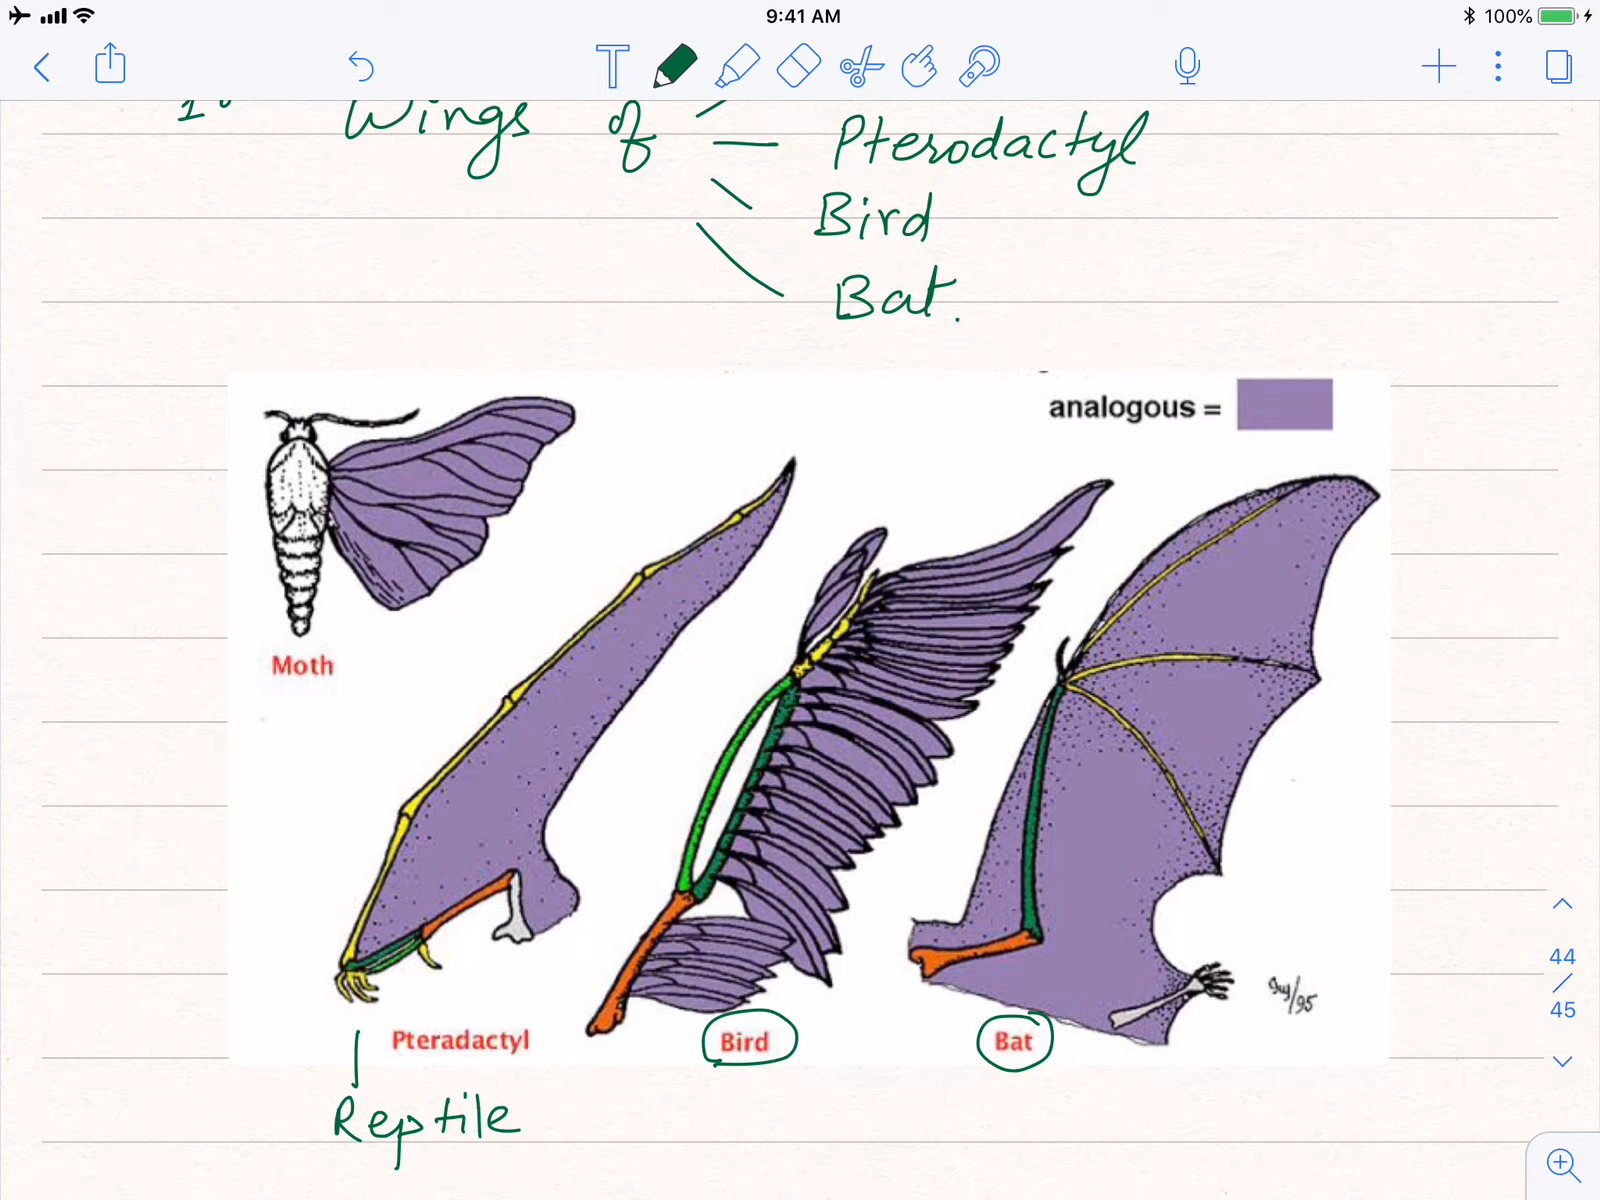 9:41 AM
100%
Wings of
Pterodactyl
Bird
Bat.
analogous =
Moth
Pteradactyl
Bird
Bat
Reptile
44
/
45